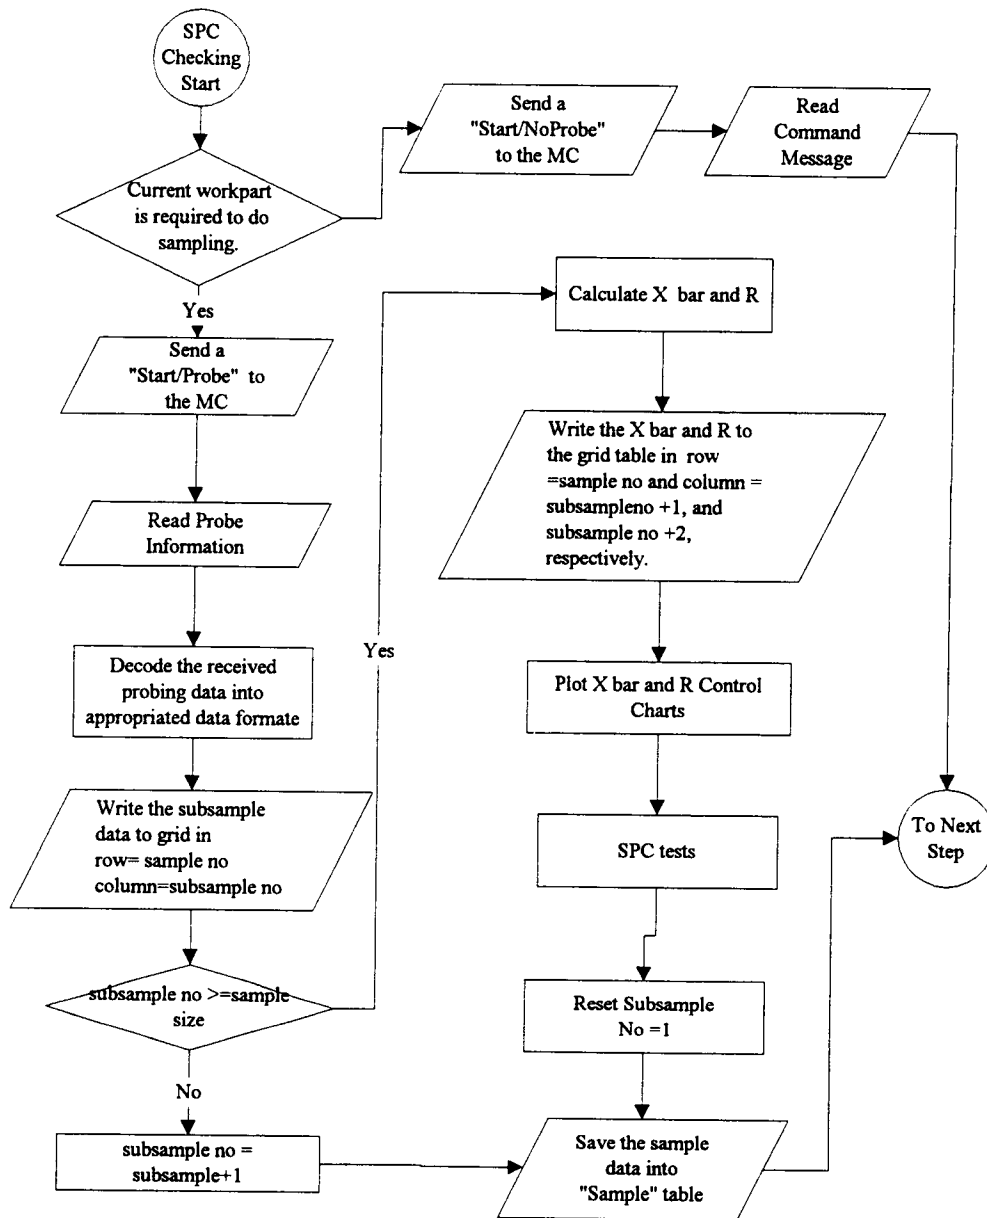 SPC
Checking
Start
Send a
"Start/NoProbe"
to the MC
Read
Command
Message
Current workpart
is required to do
sampling.
Yes
Send a
"Start/Probe" to
the MC
Read Probe
Information
Decode the received
probing data into
appropriated data formate
Write the subsample
data to grid in
row= sample no
column=subsample no
subsample no >=sample
size
No
subsample no =
subsample+1
Yes
Calculate X bar and R
Write the X bar and R to
the grid table in row
=sample no and column =
subsampleno +1, and
subsample no +2,
respectively.
Plot X bar and R Control
Charts
SPC tests
Reset Subsample
No =1
Save the sample
data into
"Sample" table
To Next
Step